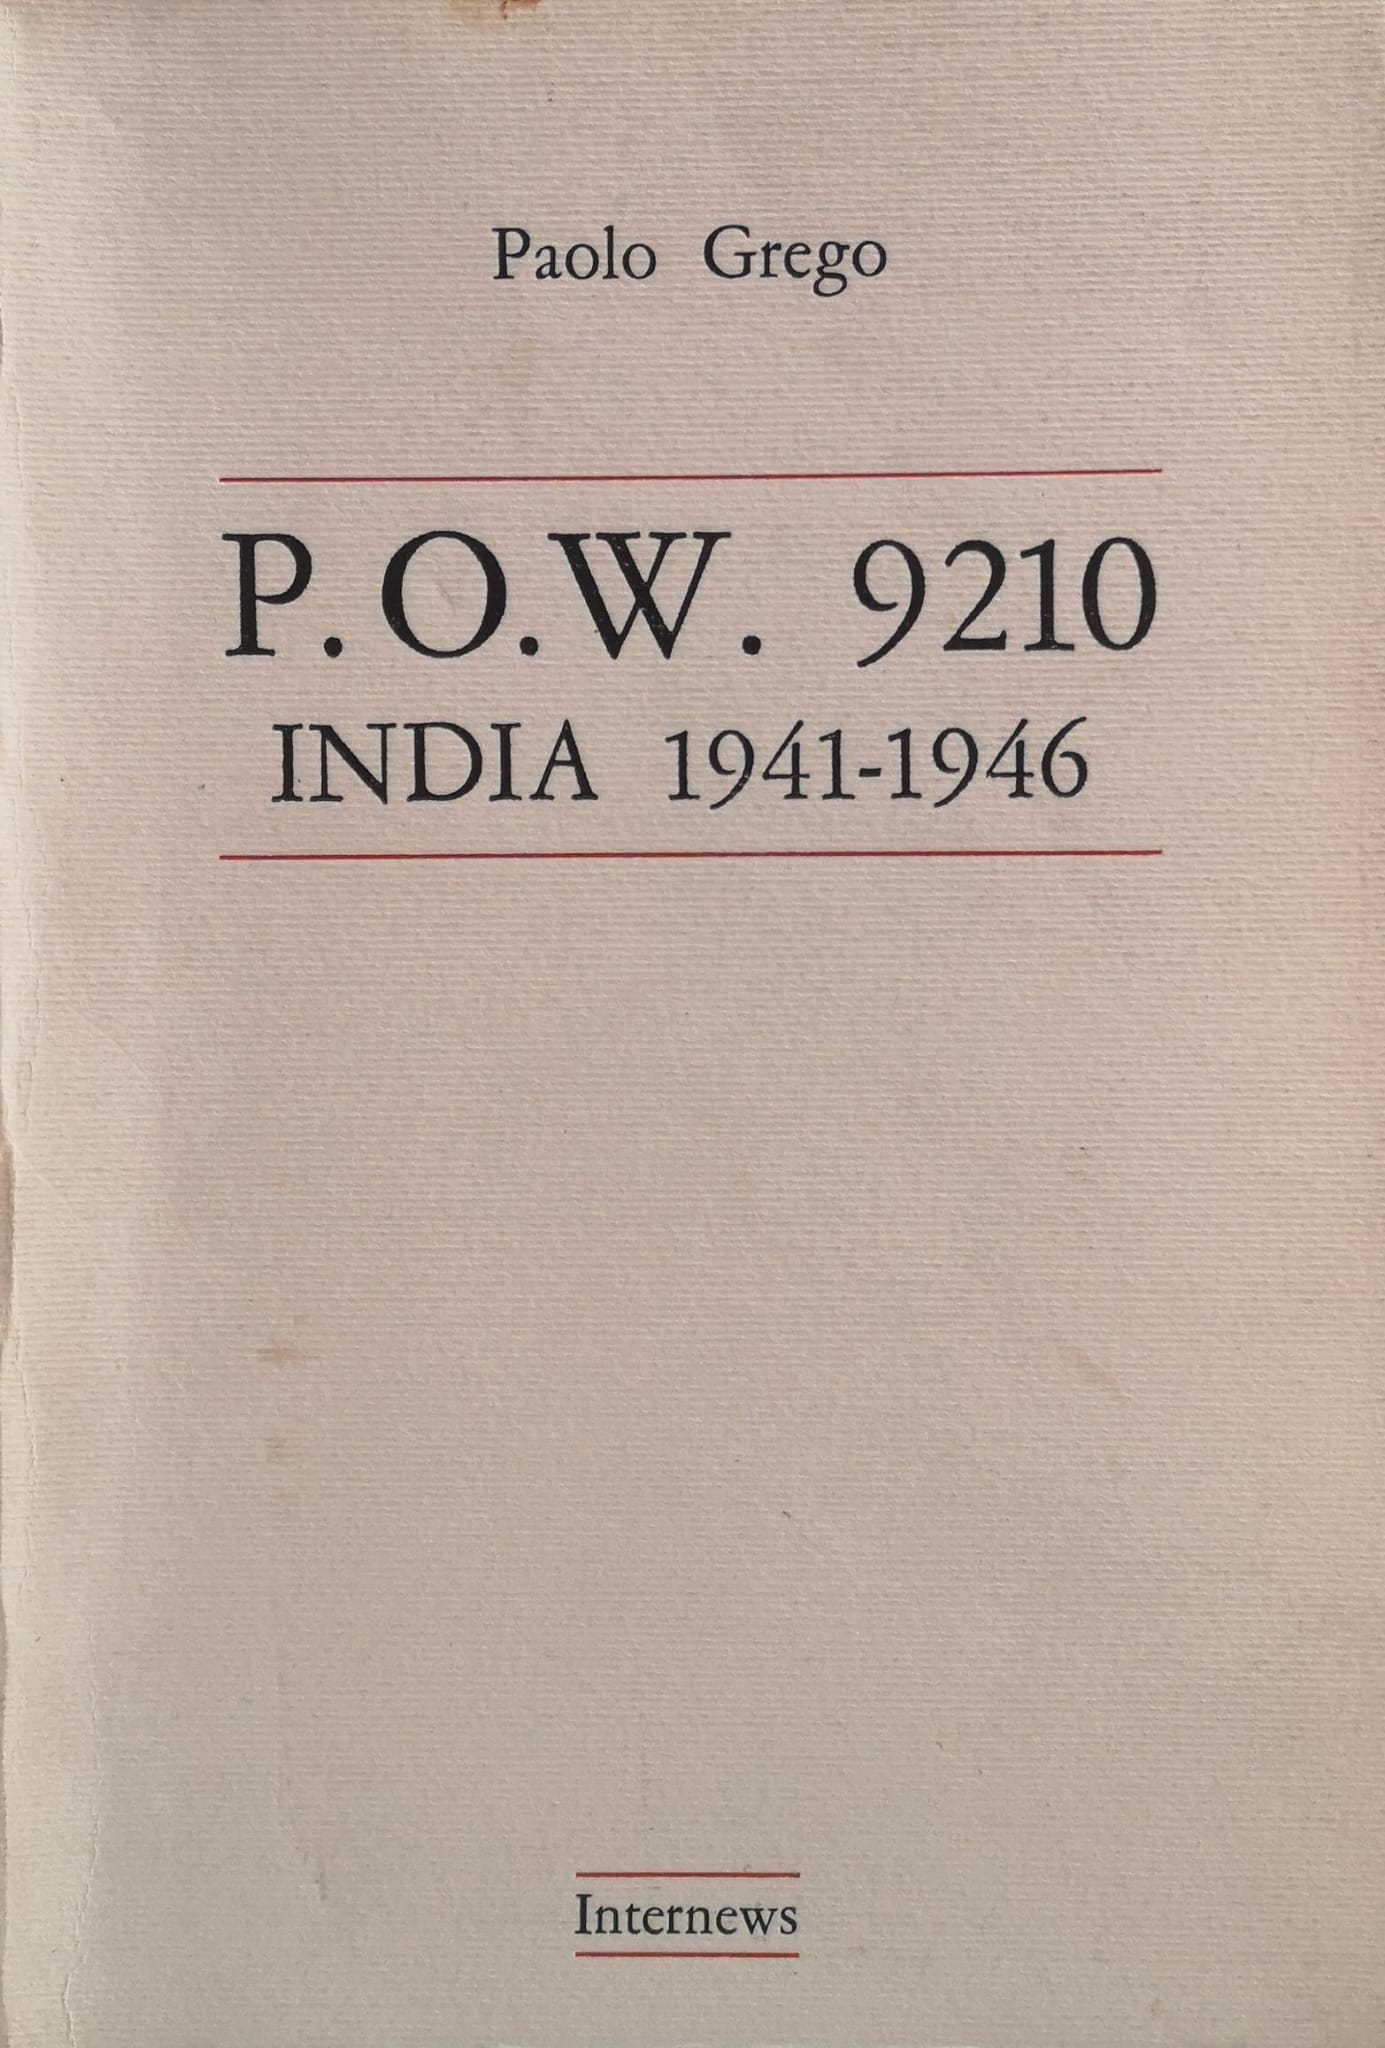 Paolo Grego
P.O.W. 9210
INDIA 1941-1946
Internews